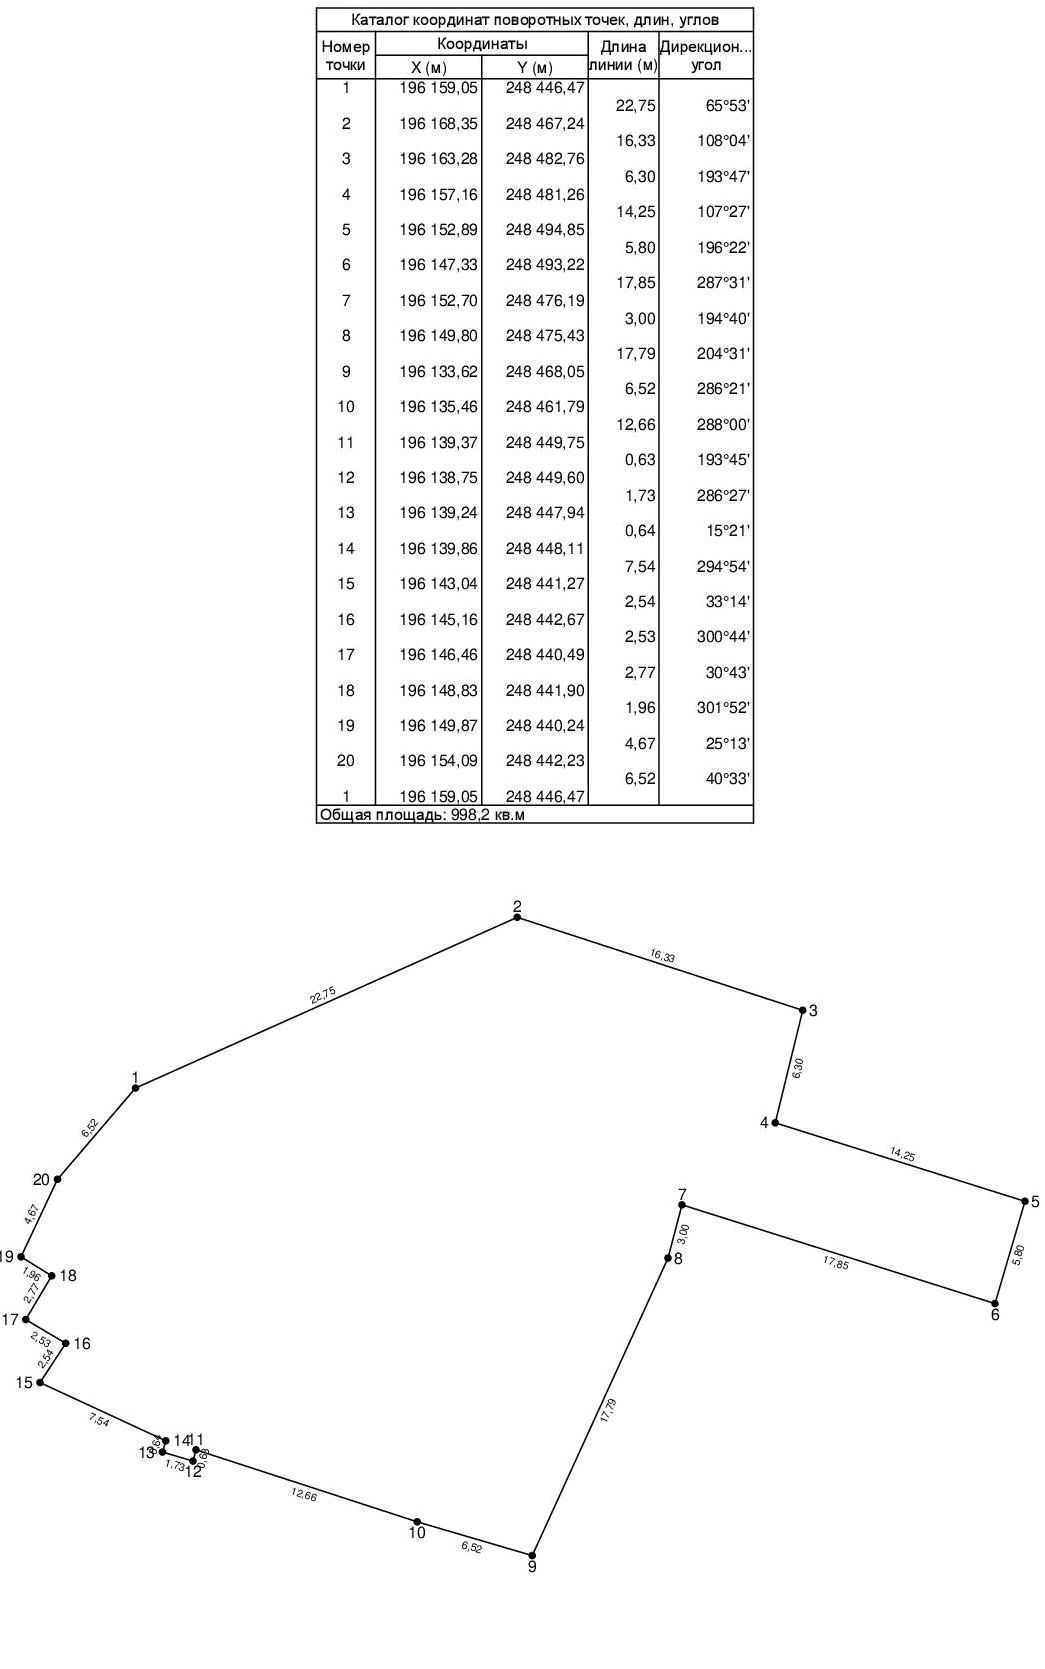 Каталог координат поворотных точек, длин, углов
Номер точки Координаты Длина линии (м) Дирекцион... угол
X (м) Y (м)
1 196 159,05 248 446,47
22,75 65°53'
2 196 168,35 248 467,24
16,33 108°04'
3 196 163,28 248 482,76
6,30 193°47'
4 196 157,16 248 481,26
14,25 107°27'
5 196 152,89 248 494,85
5,80 196°22'
6 196 147,33 248 493,22
17,85 287°31'
7 196 152,70 248 476,19
3,00 194°40'
8 196 149,80 248 475,43
17,79 204°31'
9 196 133,62 248 468,05
6,52 286°21'
10 196 135,46 248 461,79
12,66 288°00'
11 196 139,37 248 449,75
0,63 193°45'
12 196 138,75 248 449,60
1,73 286°27'
13 196 139,24 248 447,94
0,64 15°21'
14 196 139,86 248 448,11
7,54 294°54'
15 196 143,04 248 441,27
2,54 33°14'
16 196 145,16 248 442,67
2,53 300°44'
17 196 146,46 248 440,49
2,77 30°43'
18 196 148,83 248 441,90
1,96 301°52'
19 196 149,87 248 440,24
4,67 25°13'
20 196 154,09 248 442,23
6,52 40°33'
1 196 159,05 248 446,47
Общая площадь: 998,2 кв.м
2
16,33
22,75
3
1
6,30
4
6,52
14,25
20
7
5
4,67
3,00
5,80
19
8
17,85
1,96
18
2,77
6
17
2,53
16
2,54
15
7,54
17,79
14
11
0,64
13
0,63
1,73
12
12,66
10
6,52
9